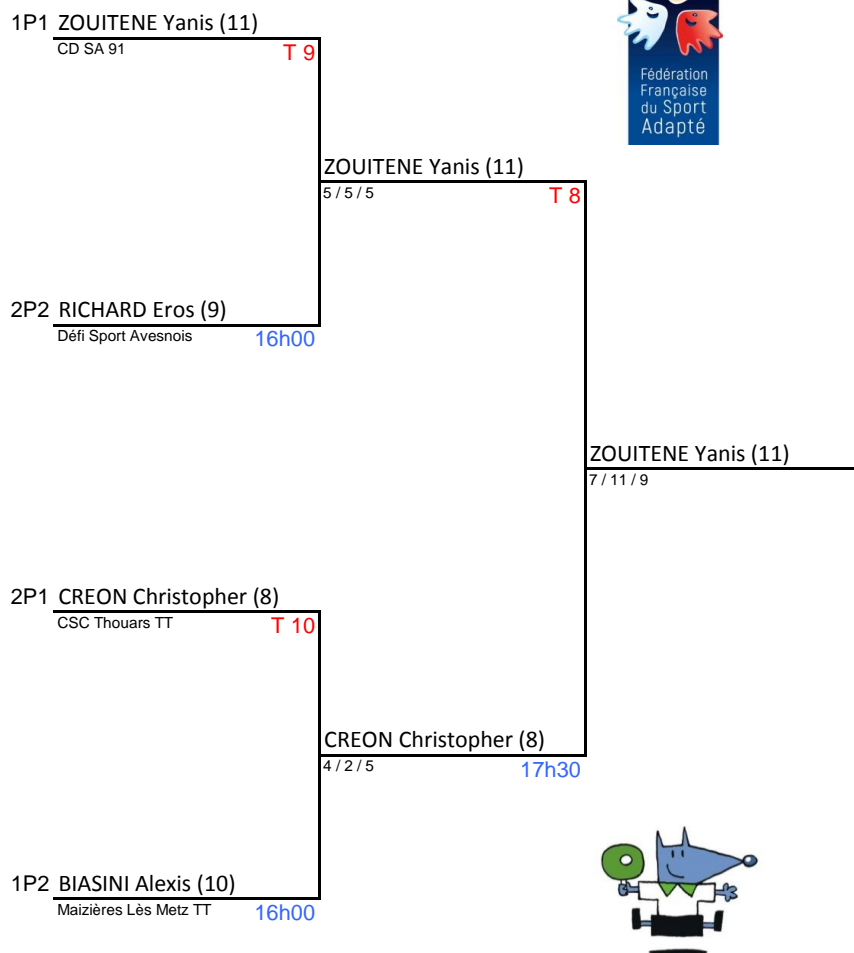 1P1 ZOUITENE Yanis (11)
CD SA 91
T 9
Fédération
Française
du Sport
Adapté
ZOUITENE Yanis (11)
5 / 5 / 5
T 8
2P2 RICHARD Eros (9)
Défi Sport Avesnois
16h00
ZOUITENE Yanis (11)
7 / 11 / 9
2P1 CREON Christopher (8)
CSC Thouars TT
T 10
CREON Christopher (8)
4 / 2 / 5
17h30
1P2 BIASINI Alexis (10)
Maizières Lès Metz TT
16h00